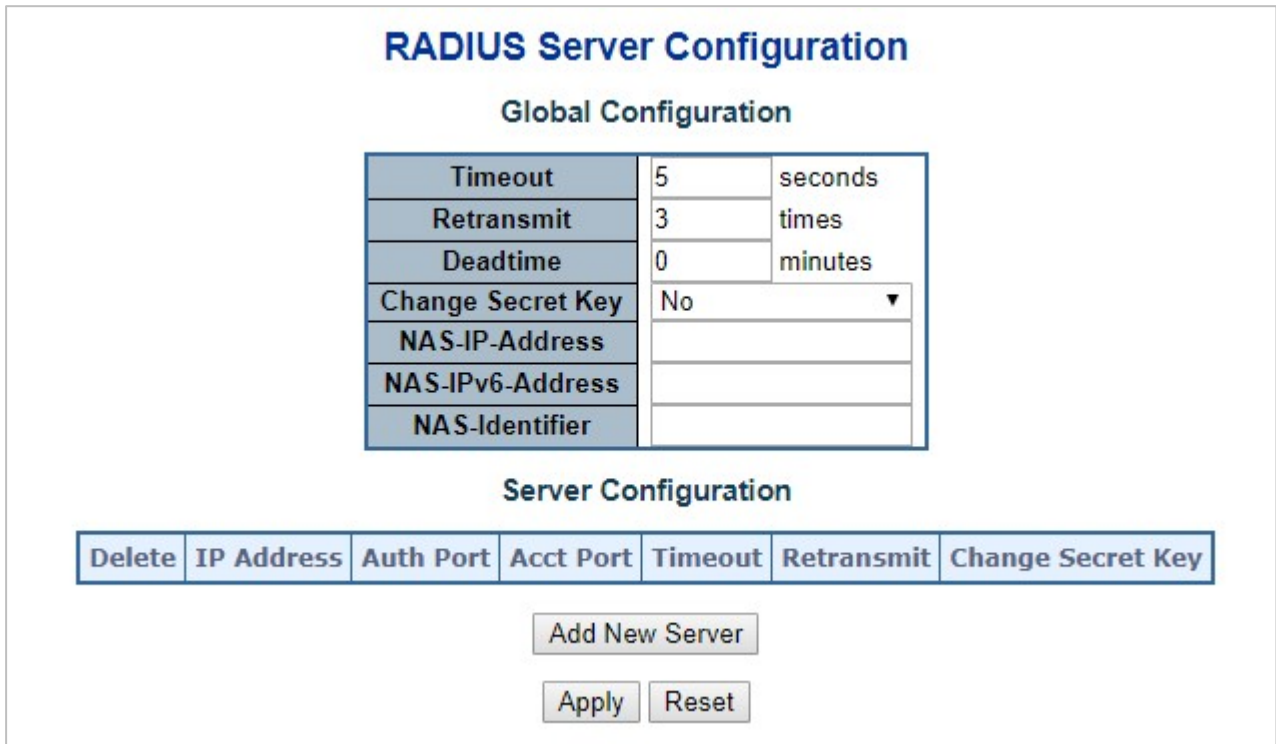 RADIUS Server Configuration
Global Configuration
Timeout 5 seconds
Retransmit 3 times
Deadtime 0 minutes
Change Secret Key No
NAS-IP-Address
NAS-IPv6-Address
NAS-Identifier
Server Configuration
Delete IP Address Auth Port Acct Port Timeout Retransmit Change Secret Key
Add New Server
Apply Reset